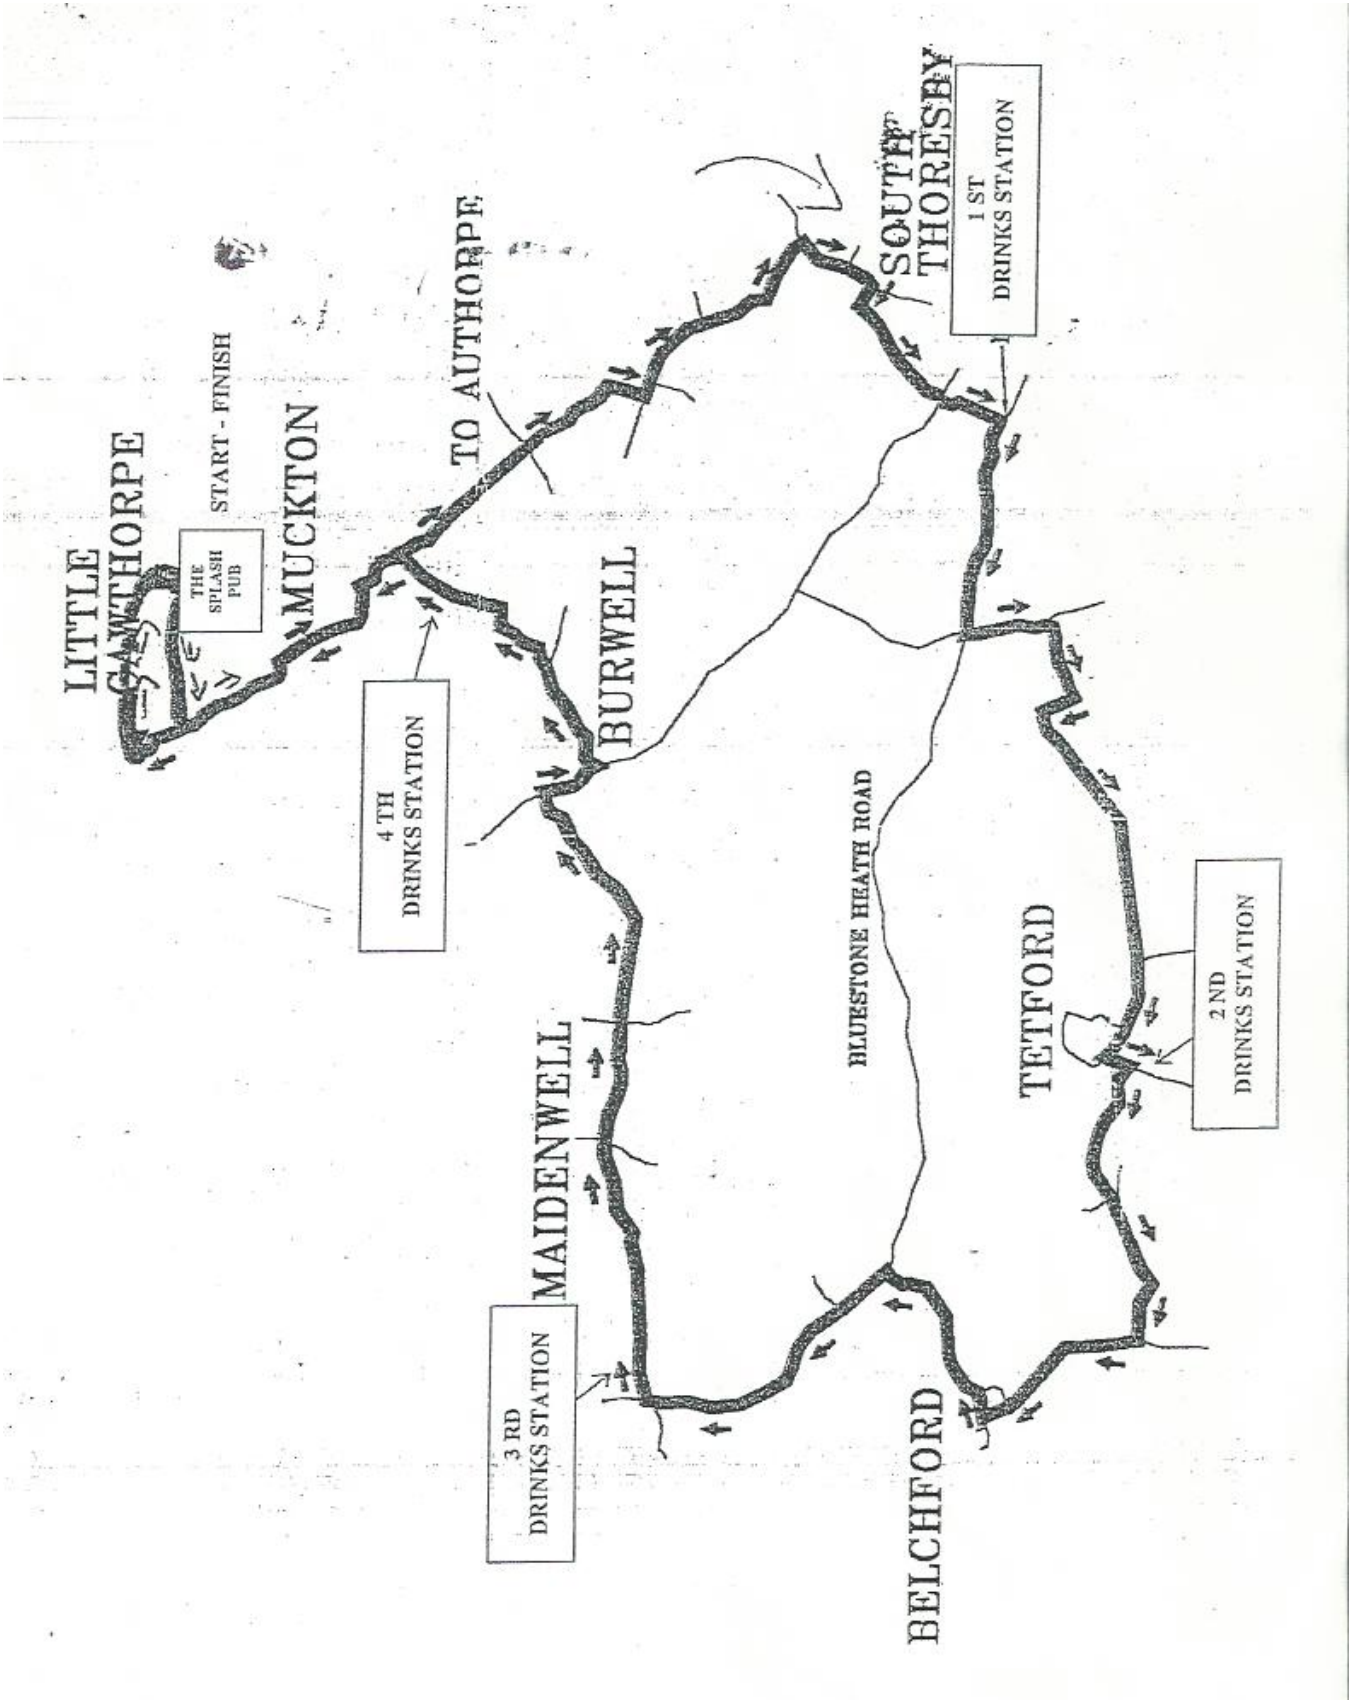 LITTLE
CAWTHORPE
THE
SPLASH
PUB
START - FINISH
MUCKTON
TO AUTHORPE
SOUTH
THORESBY
1 ST
DRINKS STATION
4 TH
DRINKS STATION
BURWELL
BLUESTONE HEATH ROAD
TETFORD
2 ND
DRINKS STATION
MAIDENWELL
3 RD
DRINKS STATION
BELCHFORD